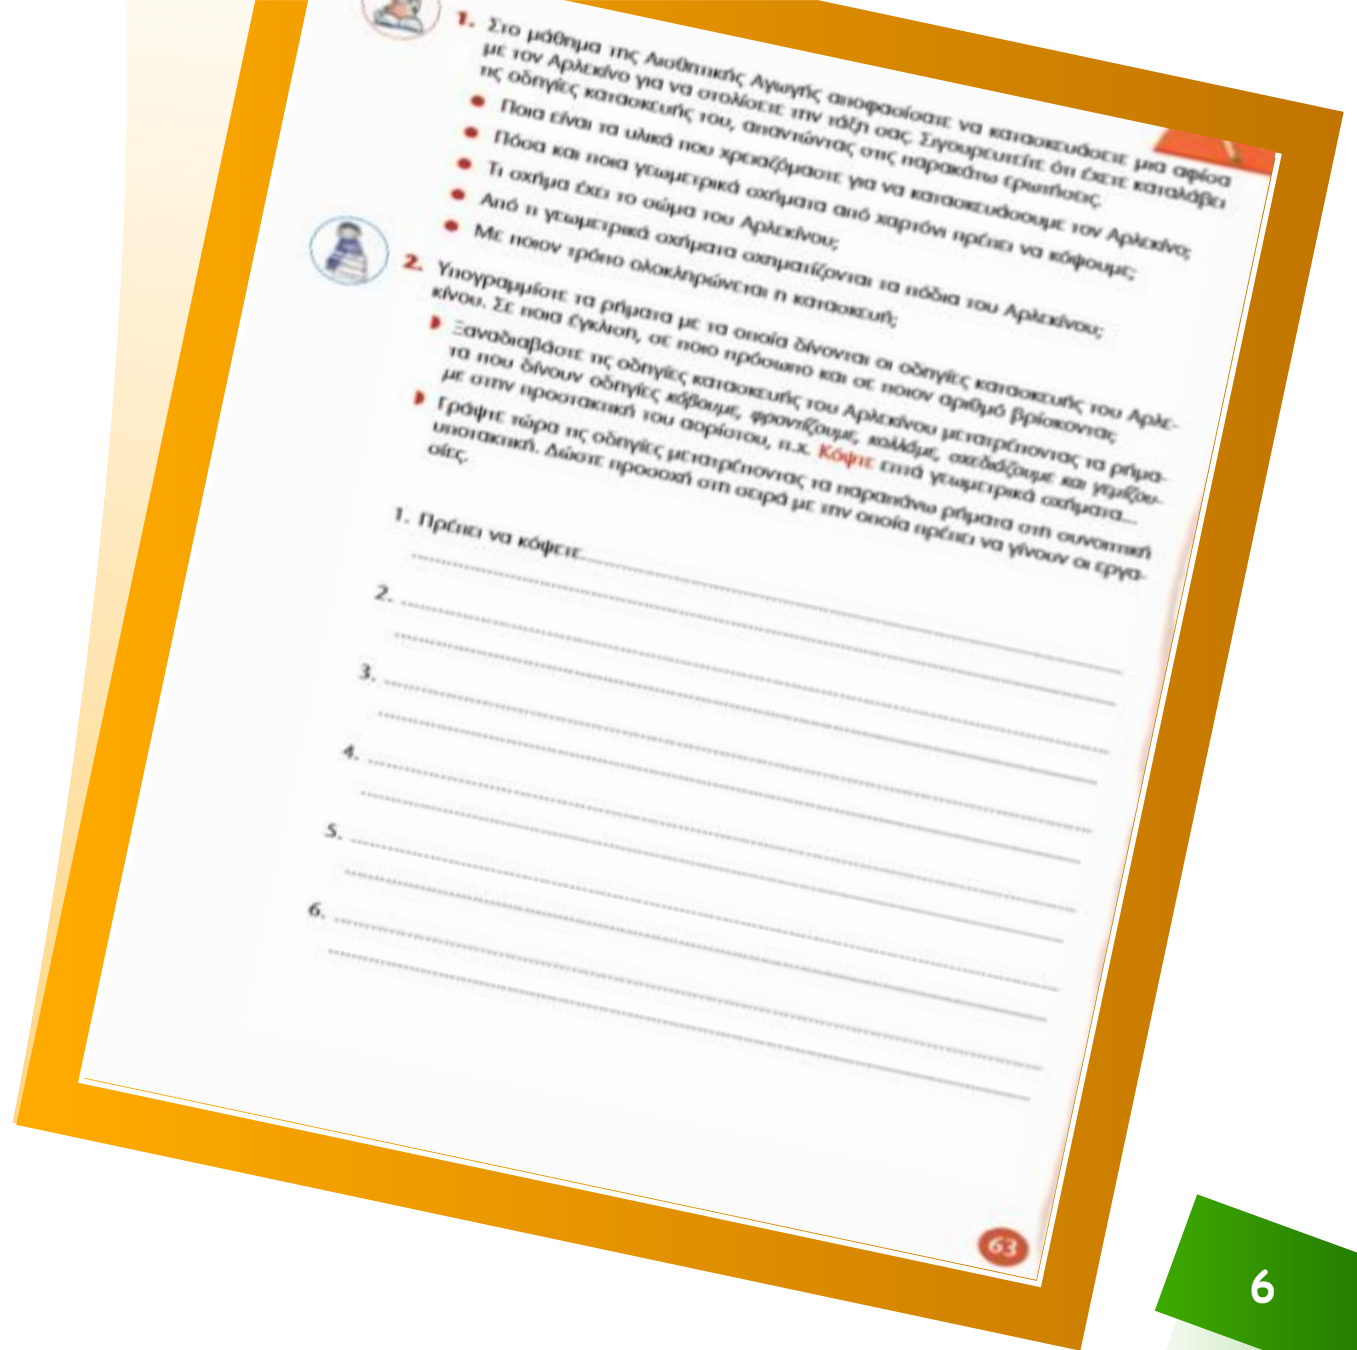 1. Στο μάθημα της Αισθητικής Αγωγής αποφασίσατε να κατασκευάσετε μια αφίσα
με τον Αρλεκίνο για να στολίσετε την τάξη σας. Σιγουρευτείτε ότι έχετε καταλάβει
τις οδηγίες κατασκευής του, απαντώντας στις παρακάτω ερωτήσεις.
● Ποια είναι τα υλικά που χρειαζόμαστε για να κατασκευάσουμε τον Αρλεκίνο;
● Πόσα και ποια γεωμετρικά σχήματα από χαρτόνι πρέπει να κόψουμε;
● Τι σχήμα έχει το σώμα του Αρλεκίνου;
● Από τι γεωμετρικά σχήματα σχηματίζονται τα πόδια του Αρλεκίνου;
● Με ποιον τρόπο ολοκληρώνεται η κατασκευή;
2. Υπογραμμίστε τα ρήματα με τα οποία δίνονται οι οδηγίες κατασκευής του Αρλε-
κίνου. Σε ποια έγκλιση, σε ποιο πρόσωπο και σε ποιον αριθμό βρίσκονται;
Ξαναδιαβάστε τις οδηγίες κατασκευής του Αρλεκίνου μετατρέποντας τα ρήμα-
τα που δίνουν οδηγίες κόβουμε, φροντίζουμε, κολλάμε, σχεδιάζουμε και γεμίζου-
με στην προστακτική του αορίστου, π.χ. Κόψτε επτά γεωμετρικά σχήματα...
Γράψτε τώρα τις οδηγίες μετατρέποντας τα παραπάνω ρήματα στη συνοπτική
υποτακτική. Δώστε προσοχή στη σειρά με την οποία πρέπει να γίνουν οι εργα-
σίες.
1. Πρέπει να κόψετε
2.
3.
4.
5.
6.
63
6